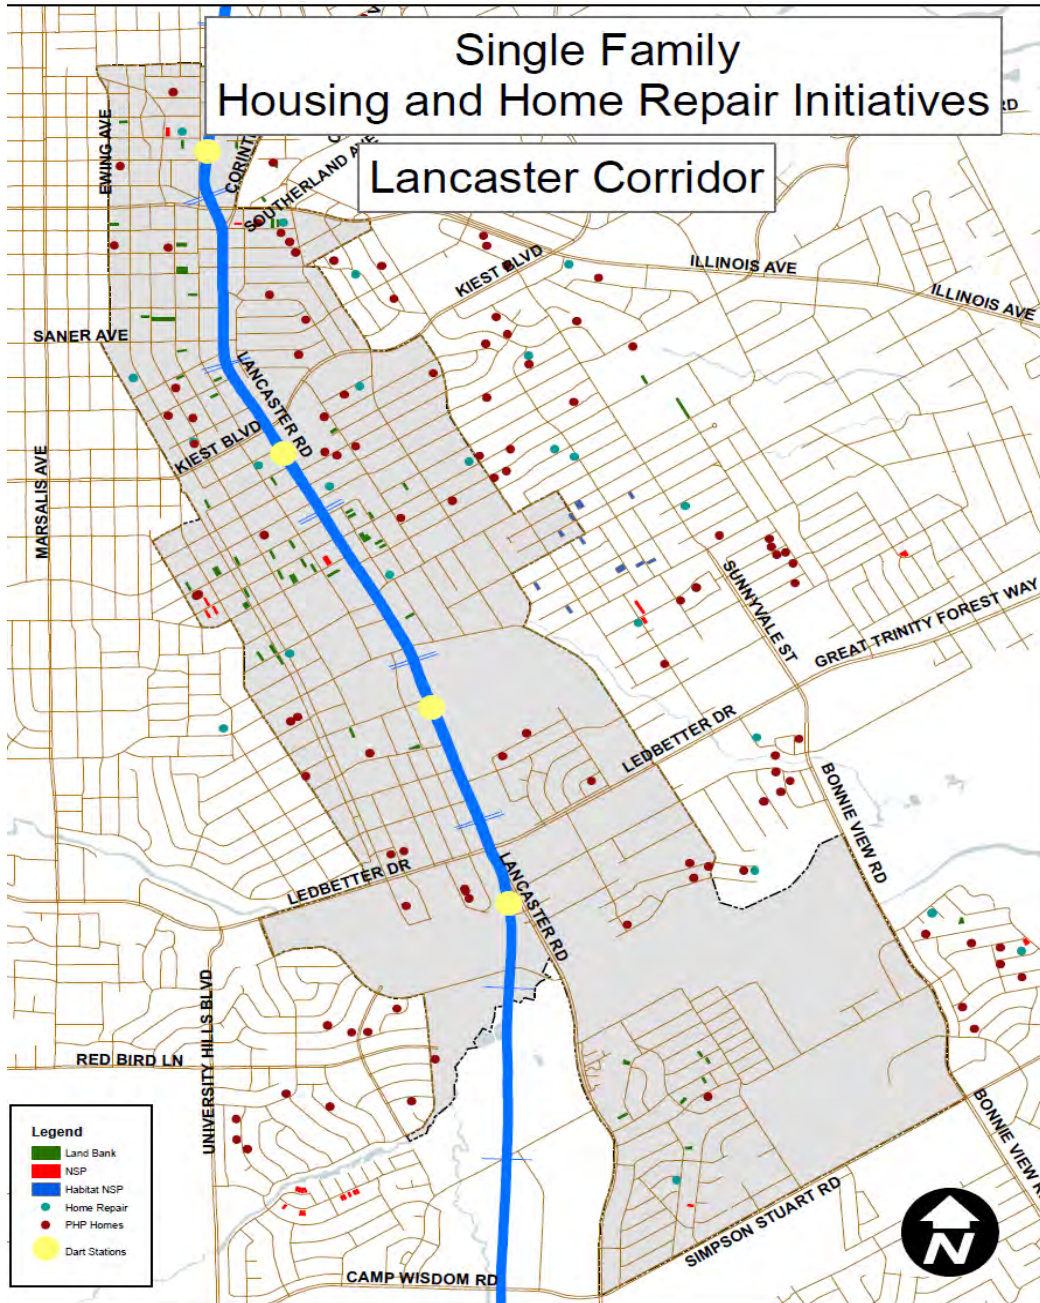 Single Family
Housing and Home Repair Initiatives
RD
Lancaster Corridor
EWING AVE
SOUTHERLAND AVE
KIEST BLVD
ILLINOIS AVE
ILLINOIS AVE
SANER AVE
LANCASTER RD
KIEST BLVD
MARSALIS AVE
SUNNYVALE ST
GREAT TRINITY FOREST WAY
LEDBETTER DR
BONNIE VIEW RD
LEDBETTER DR
LANCASTER RD
UNIVERSITY HILLS BLVD
RED BIRD LN
BONNIE VIEW R
SIMPSON STUART RD
CAMP WISDOM RD
Legend
Land Bank
NSP
Habitat NSP
Home Repair
PHP Homes
Dart Stations
N